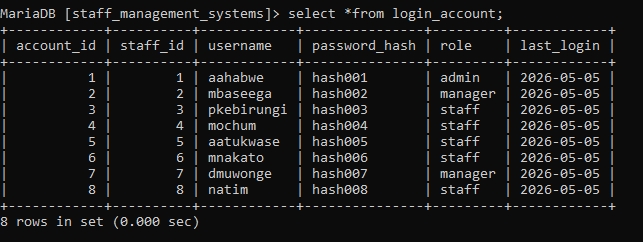 MariaDB [staff_management_systems]> select *from login_account;
+------------+----------+------------+---------------+---------+------------+
| account_id | staff_id | username   | password_hash | role    | last_login |
+------------+----------+------------+---------------+---------+------------+
|          1 |        1 | aahabwe    | hash001       | admin   | 2026-05-05 |
|          2 |        2 | mbaseega   | hash002       | manager | 2026-05-05 |
|          3 |        3 | pkebirungi | hash003       | staff   | 2026-05-05 |
|          4 |        4 | mochum     | hash004       | staff   | 2026-05-05 |
|          5 |        5 | aatukwase  | hash005       | staff   | 2026-05-05 |
|          6 |        6 | mnakato    | hash006       | staff   | 2026-05-05 |
|          7 |        7 | dmuwonge   | hash007       | manager | 2026-05-05 |
|          8 |        8 | natim      | hash008       | staff   | 2026-05-05 |
+------------+----------+------------+---------------+---------+------------+
8 rows in set (0.000 sec)